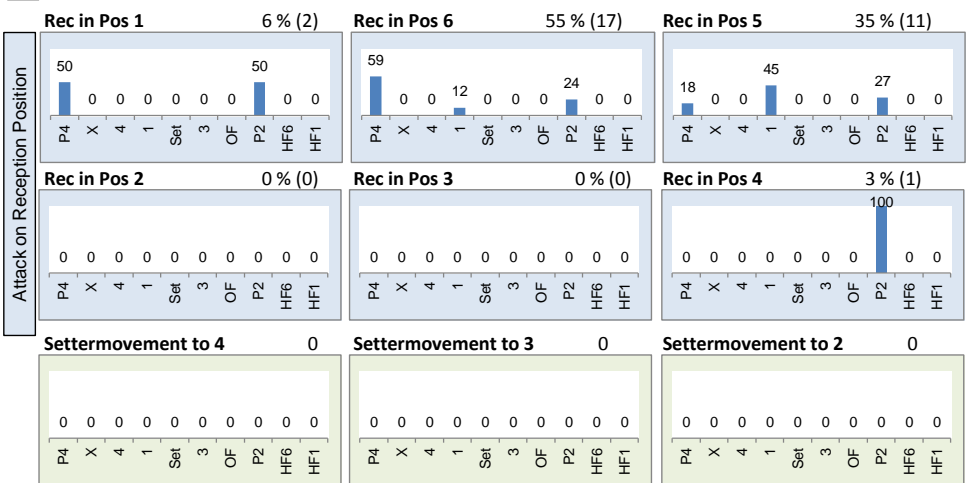 Attack on Reception Position
Rec in Pos 1 6 % (2)
50 0 0 0 0 0 0 50 0 0
P4 X 4 1 Set 3 OF P2 HF6 HF1
Rec in Pos 6 55 % (17)
59 0 0 12 0 0 0 24 0 0
P4 X 4 1 Set 3 OF P2 HF6 HF1
Rec in Pos 5 35 % (11)
18 0 0 45 0 0 0 27 0 0
P4 X 4 1 Set 3 OF P2 HF6 HF1
Rec in Pos 2 0 % (0)
0 0 0 0 0 0 0 0 0 0
P4 X 4 1 Set 3 OF P2 HF6 HF1
Rec in Pos 3 0 % (0)
0 0 0 0 0 0 0 0 0 0
P4 X 4 1 Set 3 OF P2 HF6 HF1
Rec in Pos 4 3 % (1)
0 0 0 0 0 0 0 100 0 0
P4 X 4 1 Set 3 OF P2 HF6 HF1
Settermovement to 4 0
0 0 0 0 0 0 0 0 0 0
P4 X 4 1 Set 3 OF P2 HF6 HF1
Settermovement to 3 0
0 0 0 0 0 0 0 0 0 0
P4 X 4 1 Set 3 OF P2 HF6 HF1
Settermovement to 2 0
0 0 0 0 0 0 0 0 0 0
P4 X 4 1 Set 3 OF P2 HF6 HF1